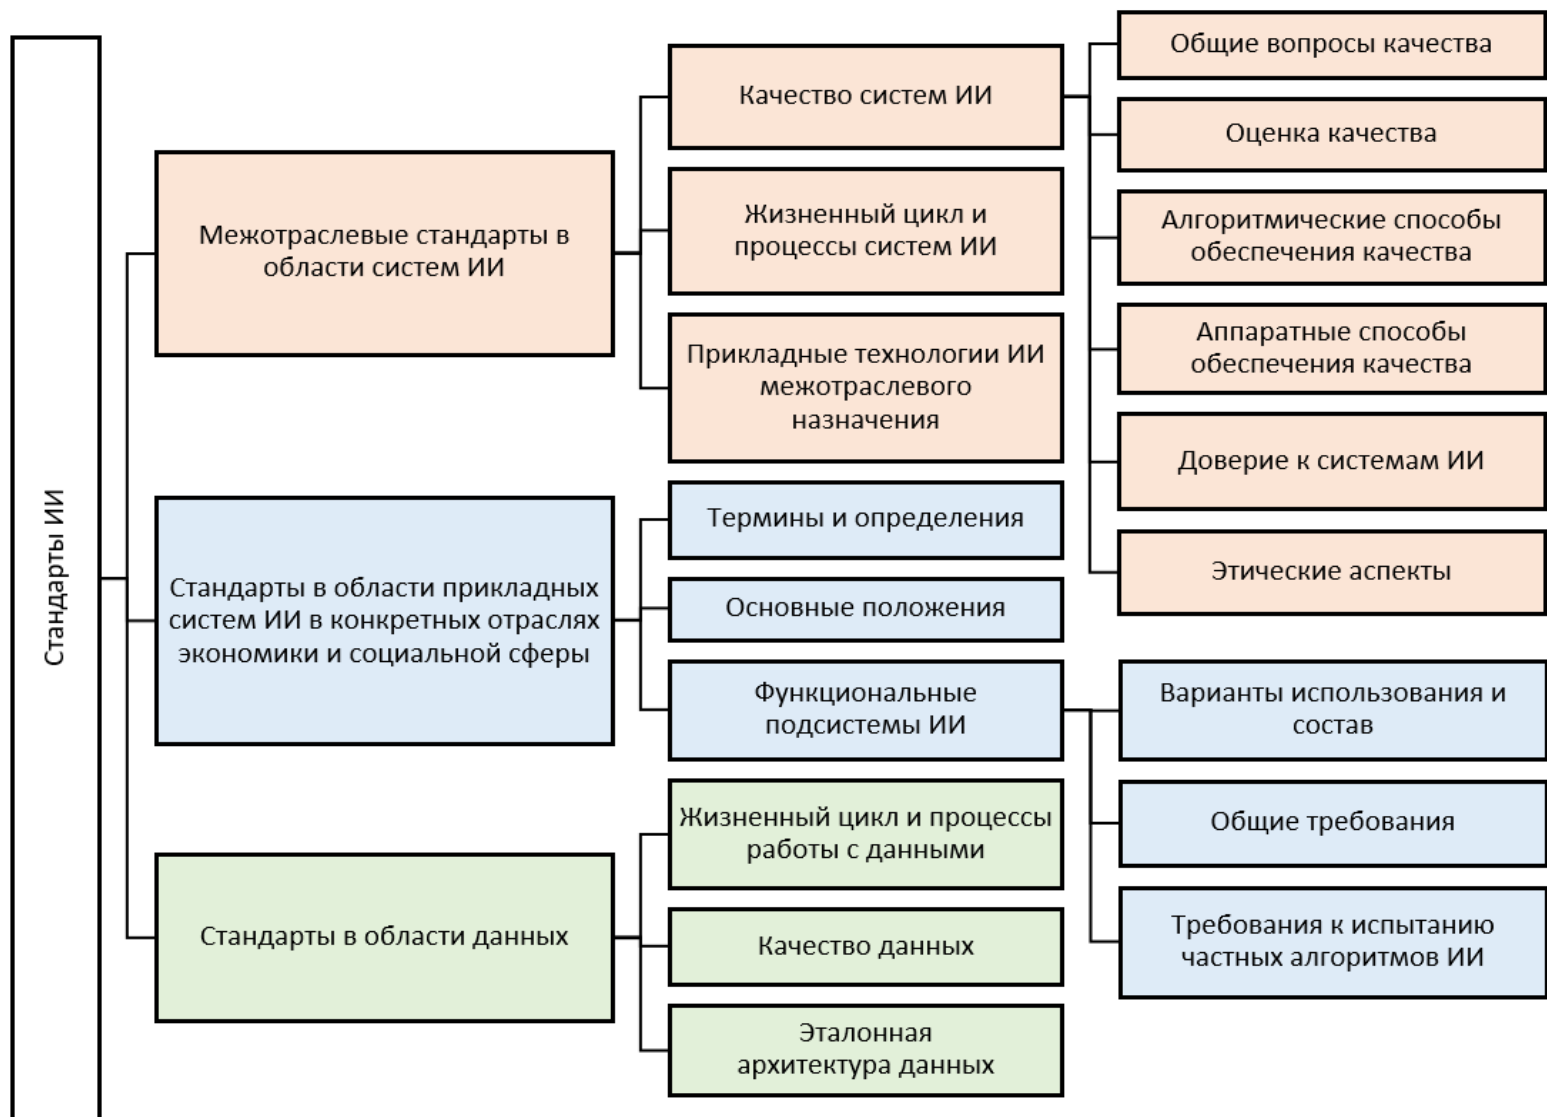 Стандарты ИИ
Межотраслевые стандарты в
области систем ИИ
Качество систем ИИ
Общие вопросы качества
Оценка качества
Алгоритмические способы
обеспечения качества
Аппаратные способы
обеспечения качества
Доверие к системам ИИ
Этические аспекты
Жизненный цикл и
процессы систем ИИ
Прикладные технологии ИИ
межотраслевого
назначения
Стандарты в области прикладных
систем ИИ в конкретных отраслях
экономики и социальной сферы
Термины и определения
Основные положения
Функциональные
подсистемы ИИ
Варианты использования и
состав
Общие требования
Требования к испытанию
частных алгоритмов ИИ
Стандарты в области данных
Жизненный цикл и процессы
работы с данными
Качество данных
Эталонная
архитектура данных